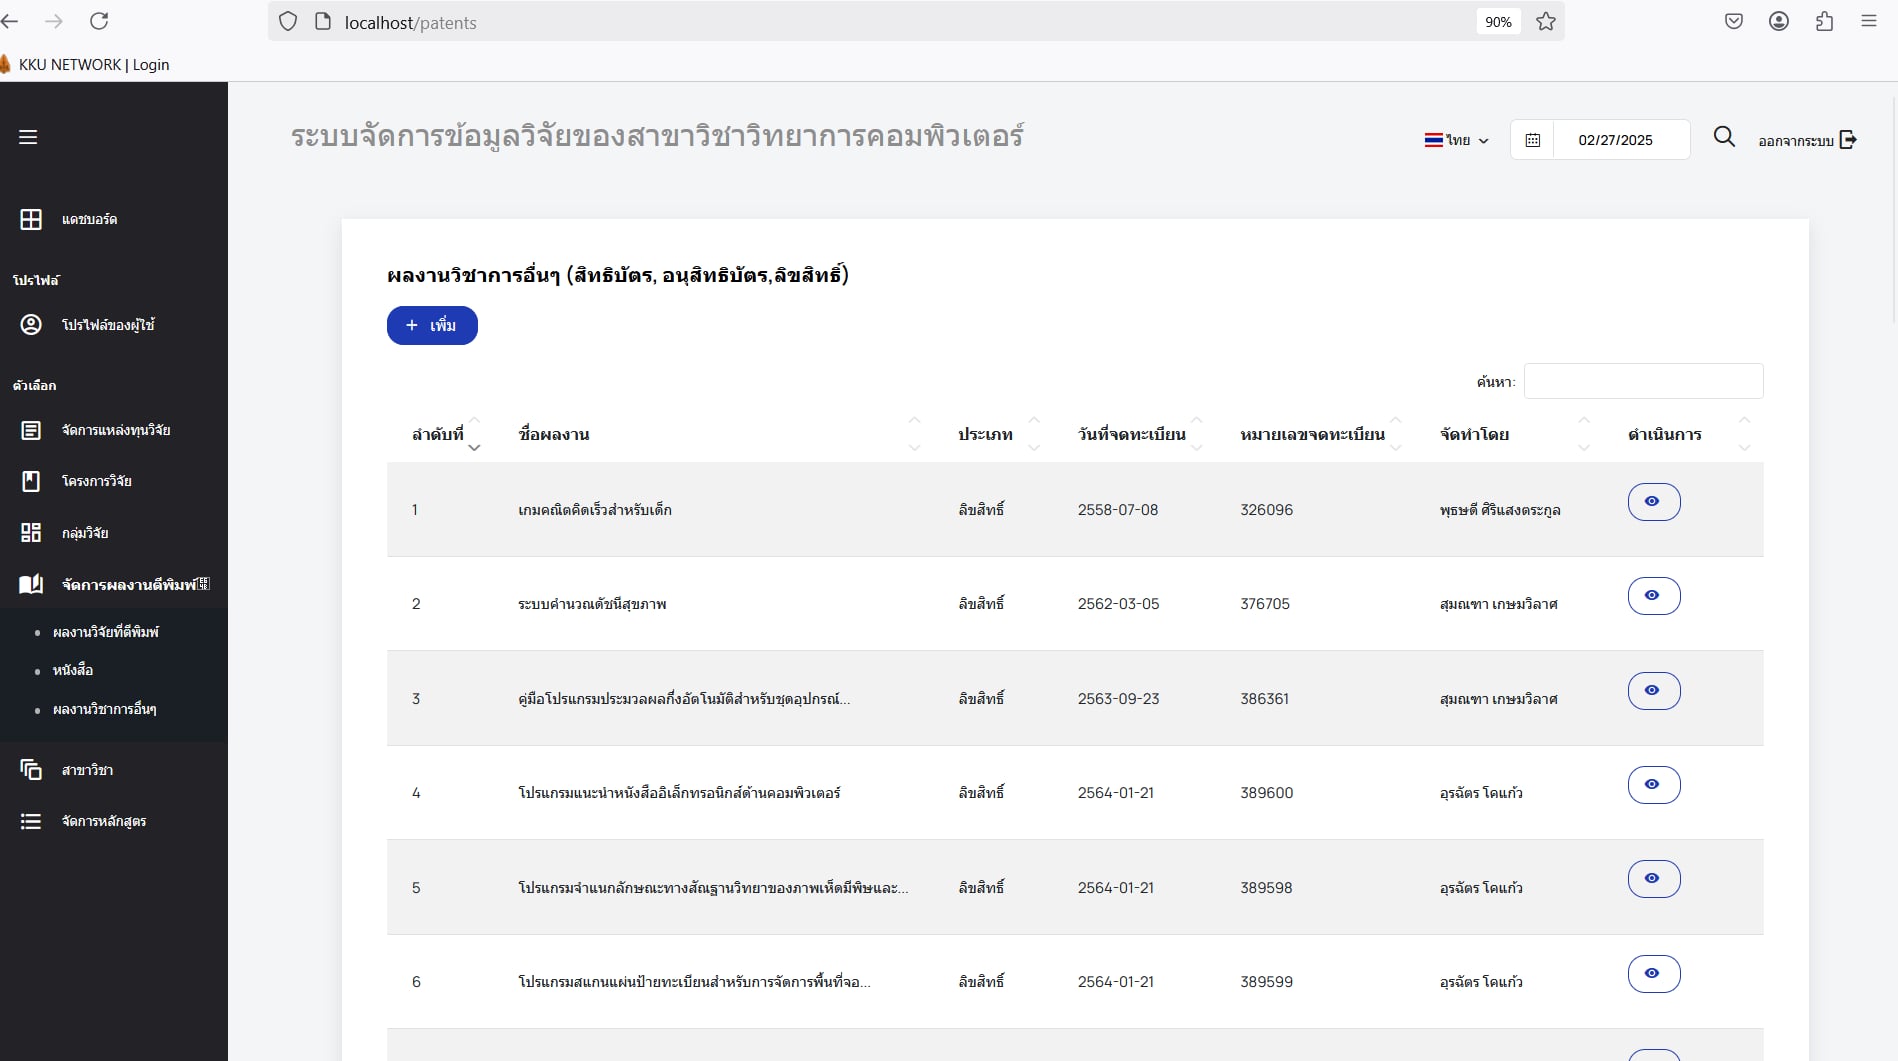 localhost/patents
90%
KKU NETWORK | Login
ระบบจัดการข้อมูลวิจัยของสาขาวิชาวิทยาการคอมพิวเตอร์
ไทย
02/27/2025
ออกจากระบบ
แดชบอร์ด
โปรไฟล์
โปรไฟล์ของผู้ใช้
ตัวเลือก
จัดการแหล่งทุนวิจัย
โครงการวิจัย
กลุ่มวิจัย
จัดการผลงานตีพิมพ์
ผลงานวิจัยที่ตีพิมพ์
หนังสือ
ผลงานวิชาการอื่นๆ
สาขาวิชา
จัดการหลักสูตร
ผลงานวิชาการอื่นๆ (สิทธิบัตร, อนุสิทธิบัตร,ลิขสิทธิ์)
+ เพิ่ม
ค้นหา:
ลำดับที่ ชื่อผลงาน ประเภท วันที่จดทะเบียน หมายเลขจดทะเบียน จัดทำโดย ดำเนินการ
1 เกมคณิตคิดเร็วสำหรับเด็ก ลิขสิทธิ์ 2558-07-08 326096 พุธษดี ศิริแสงตระกูล
2 ระบบคำนวณดัชนีสุขภาพ ลิขสิทธิ์ 2562-03-05 376705 สุมณฑา เกษมวิลาศ
3 คู่มือโปรแกรมประมวลผลกึ่งอัตโนมัติสำหรับชุดอุปกรณ์... ลิขสิทธิ์ 2563-09-23 386361 สุมณฑา เกษมวิลาศ
4 โปรแกรมแนะนำหนังสืออิเล็กทรอนิกส์ด้านคอมพิวเตอร์ ลิขสิทธิ์ 2564-01-21 389600 อุรฉัตร โคแก้ว
5 โปรแกรมจำแนกลักษณะทางสัณฐานวิทยาของภาพเห็ดมีพิษและ... ลิขสิทธิ์ 2564-01-21 389598 อุรฉัตร โคแก้ว
6 โปรแกรมสแกนแผ่นป้ายทะเบียนสำหรับการจัดการพื้นที่จอ... ลิขสิทธิ์ 2564-01-21 389599 อุรฉัตร โคแก้ว